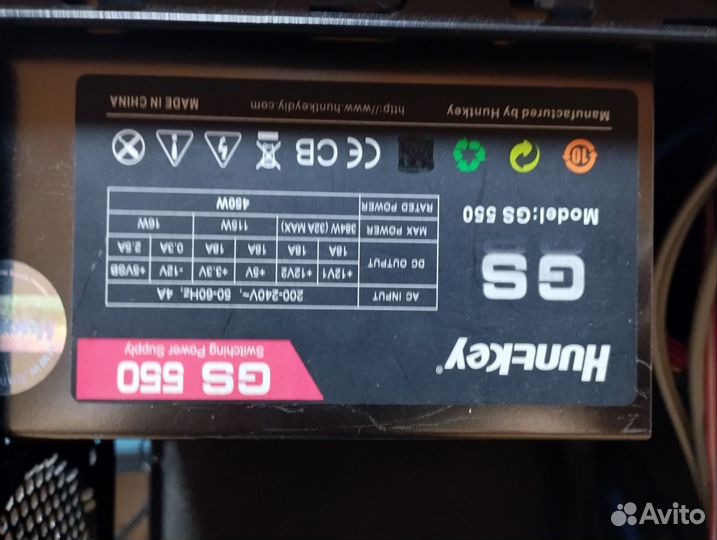 Huntkey®
GS 550
Switching Power Supply
GS
Model:GS 550
AC INPUT 200-240V~, 50-60Hz, 4A
DC OUTPUT +12V1 +12V2 +5V +3.3V -12V +5VSB
18A 18A 18A 18A 0.3A 2.5A
MAX POWER 384W (32A MAX) 115W 16W
RATED POWER 450W
10
CE CB
Manufactured by Huntkey http://www.huntkeydiy.com MADE IN CHINA
Avito